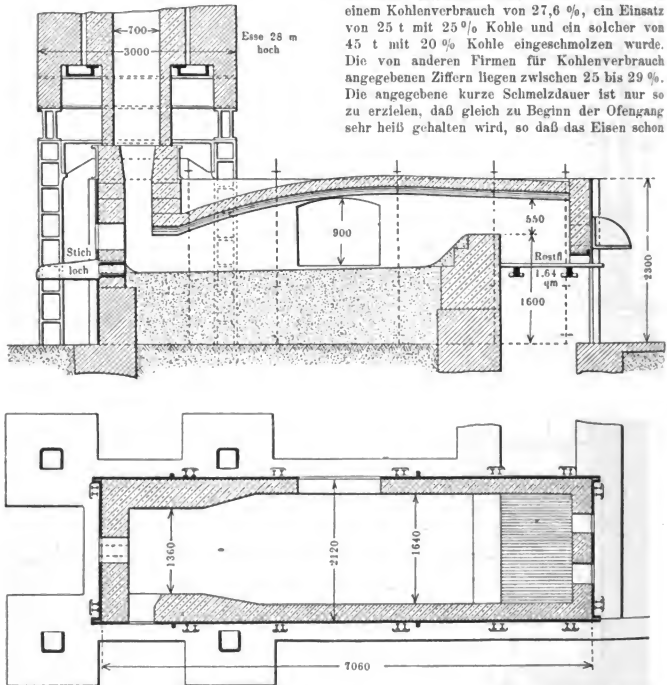 einem Kohlenverbrauch von 27,6 %, ein Einsatz
von 25 t mit 25 % Kohle und ein solcher von
45 t mit 20 % Kohle eingeschmolzen wurde.
Die von anderen Firmen für Kohlenverbrauch
angegebenen Ziffern liegen zwischen 25 bis 29 %.
Die angegebene kurze Schmelzdauer ist nur so
zu erzielen, daß gleich zu Beginn der Ofengang
sehr heiß gehalten wird, so daß das Eisen schon
700
3000
Esse 28 m
hoch
Stich
loch
900
550
Rostfl
1.64
qm
1600
2300
1360
2120
1640
7060